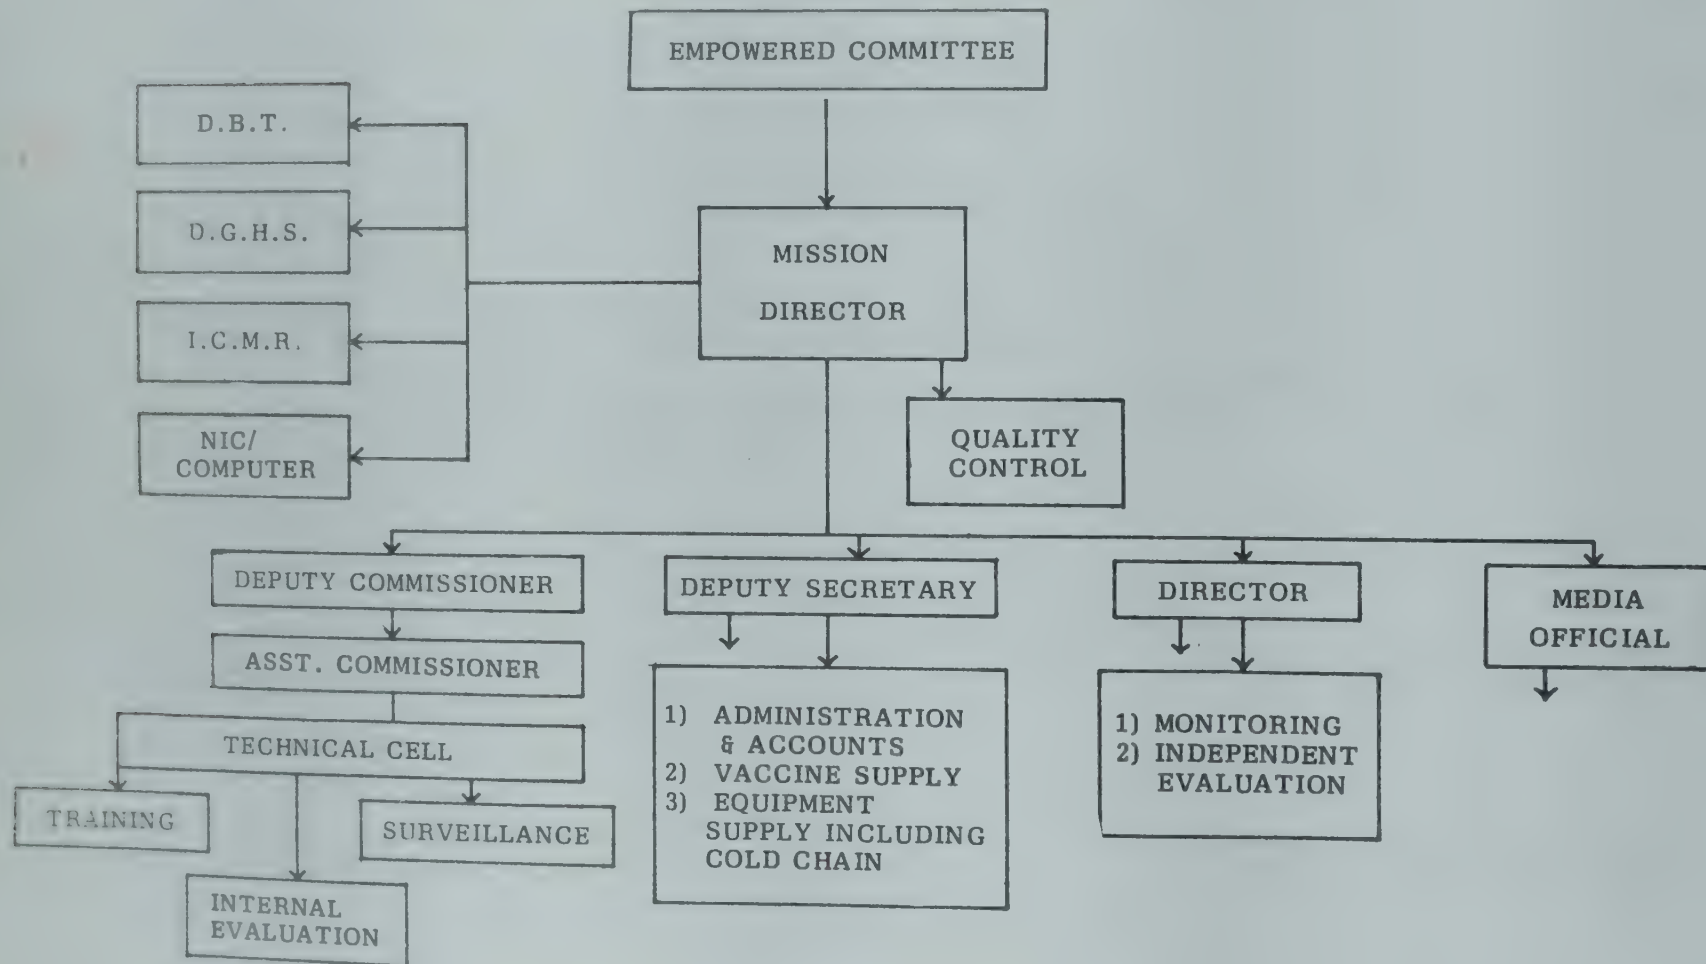 EMPOWERED COMMITTEE
D.B.T.
D.G.H.S.
I.C.M.R.
NIC/
COMPUTER
MISSION
DIRECTOR
QUALITY
CONTROL
DEPUTY COMMISSIONER
ASST. COMMISSIONER
TECHNICAL CELL
TRAINING
SURVEILLANCE
INTERNAL
EVALUATION
DEPUTY SECRETARY
1) ADMINISTRATION
& ACCOUNTS
2) VACCINE SUPPLY
3) EQUIPMENT
SUPPLY INCLUDING
COLD CHAIN
DIRECTOR
1) MONITORING
2) INDEPENDENT
EVALUATION
MEDIA
OFFICIAL